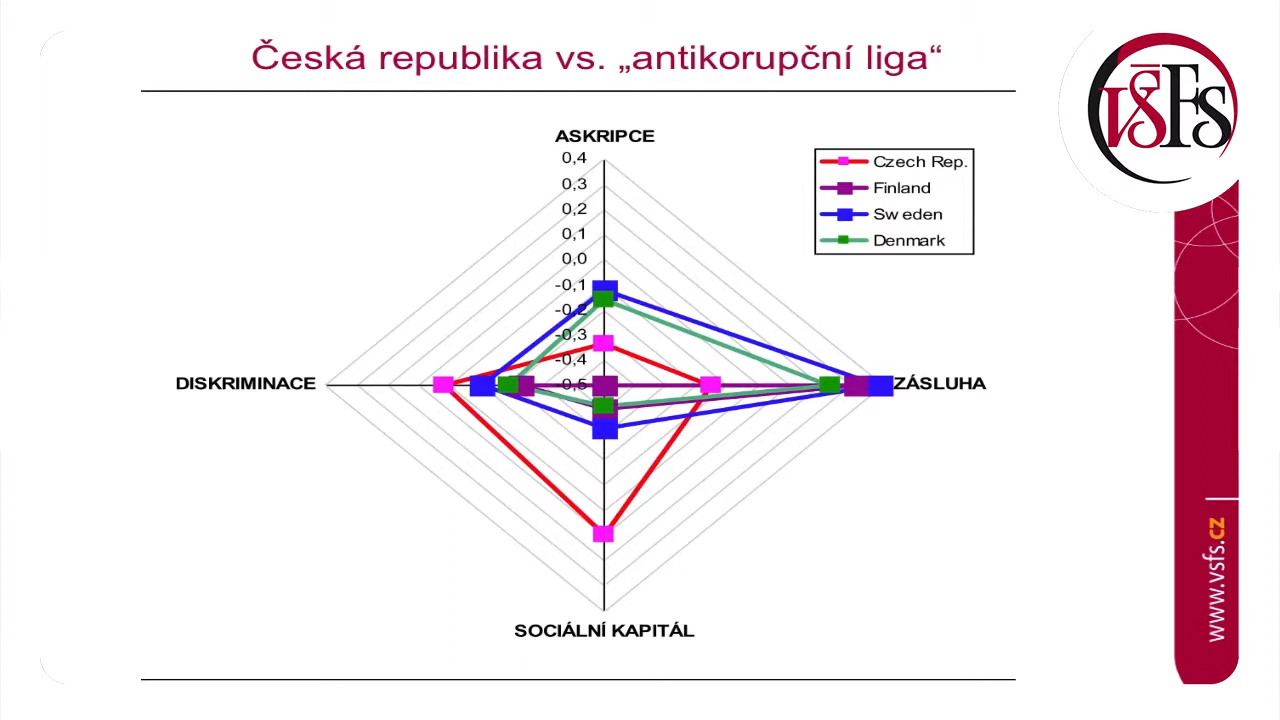 Česká republika vs. „antikorupční liga“
VŠFS
ASKRIPCE
0,4
0,3
0,2
0,1
0,0
-0,1
-0,2
-0,3
-0,4
-0,5
Czech Rep.
Finland
Sw eden
Denmark
DISKRIMINACE
ZÁSLUHA
SOCIÁLNÍ KAPITÁL
www.vsfs.cz